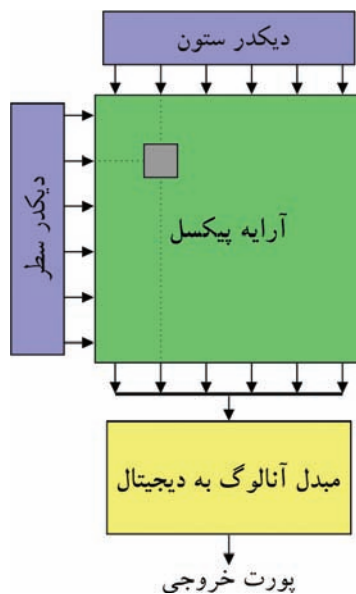 دیکدر ستون
دیکدر سطر
آرایه پیکسل
مبدل آنالوگ به دیجیتال
پورت خروجی